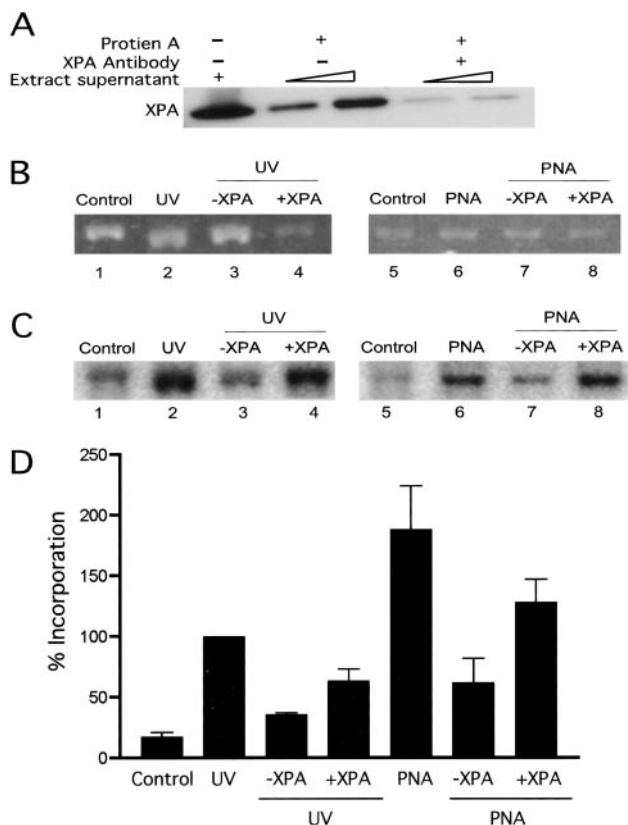 A
Protien A - + +
XPA Antibody - - +
Extract supernatant +
XPA
B
UV PNA
Control UV -XPA +XPA Control PNA -XPA +XPA
1 2 3 4 5 6 7 8
C
UV PNA
Control UV -XPA +XPA Control PNA -XPA +XPA
1 2 3 4 5 6 7 8
D
% Incorporation
250
200
150
100
50
0
Control UV -XPA +XPA PNA -XPA +XPA
UV PNA